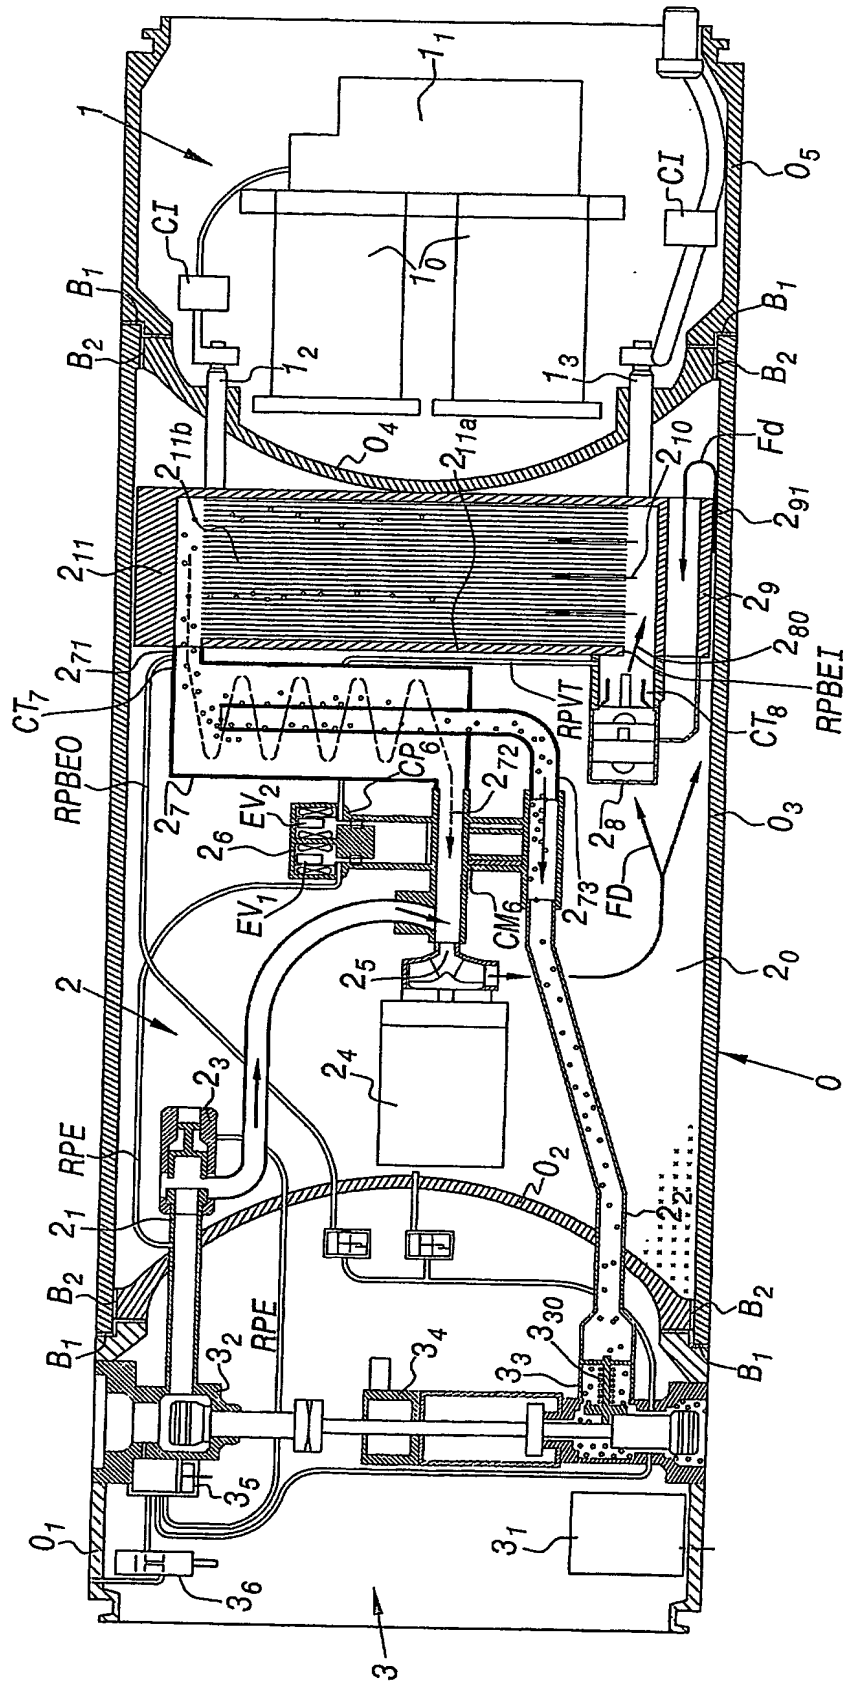 1
1₁
CI
1₀
CI
O₅
B₁
B₂
1₂
1₃
B₁
B₂
2₁₁b
O₄
2₁₁a
2₁₀
Fd
2₁₁
2₉₁
2₉
2₇₁
2₈₀
CT₇
RPVT
RPBEI
RPBEO
CP₆
CT₈
2₇
2₇₂
EV₂
2₆
2₈
O₃
EV₁
CM₆
2₇₃
FD
2
2₅
2₀
2₄
O
2₃
RPE
2₁
O₂
2₂
B₂
B₁
RPE
B₂
B₁
3₂
3₄
3₃
3₃₀
3₅
O₁
3₆
3₁
3